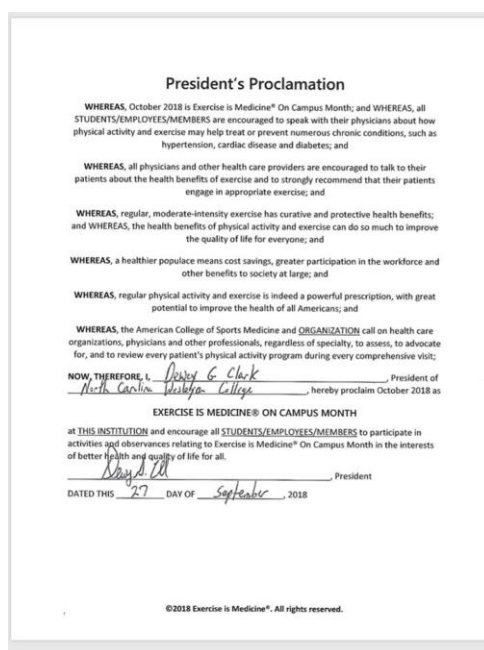 President's Proclamation
WHEREAS, October 2018 is Exercise is Medicine® On Campus Month; and WHEREAS, all
STUDENTS/EMPLOYEES/MEMBERS are encouraged to speak with their physicians about how
physical activity and exercise may help treat or prevent numerous chronic conditions, such as
hypertension, cardiac disease and diabetes; and
WHEREAS, all physicians and other health care providers are encouraged to talk to their
patients about the health benefits of exercise and to strongly recommend that their patients
engage in appropriate exercise; and
WHEREAS, regular, moderate-intensity exercise has curative and protective health benefits;
and WHEREAS, the health benefits of physical activity and exercise can do so much to improve
the quality of life for everyone; and
WHEREAS, a healthier populace means cost savings, greater participation in the workforce and
other benefits to society at large; and
WHEREAS, regular physical activity and exercise is indeed a powerful prescription, with great
potential to improve the health of all Americans; and
WHEREAS, the American College of Sports Medicine and ORGANIZATION call on health care
organizations, physicians and other professionals, regardless of specialty, to assess, to advocate
for, and to review every patient's physical activity program during every comprehensive visit;
NOW, THEREFORE, I, Dewey G Clark, President of
North Carolina Wesleyan College, hereby proclaim October 2018 as
EXERCISE IS MEDICINE® ON CAMPUS MONTH
at THIS INSTITUTION and encourage all STUDENTS/EMPLOYEES/MEMBERS to participate in
activities and observances relating to Exercise is Medicine® On Campus Month in the interests
of better health and quality of life for all.
, President
DATED THIS 27 DAY OF September, 2018
©2018 Exercise is Medicine®. All rights reserved.